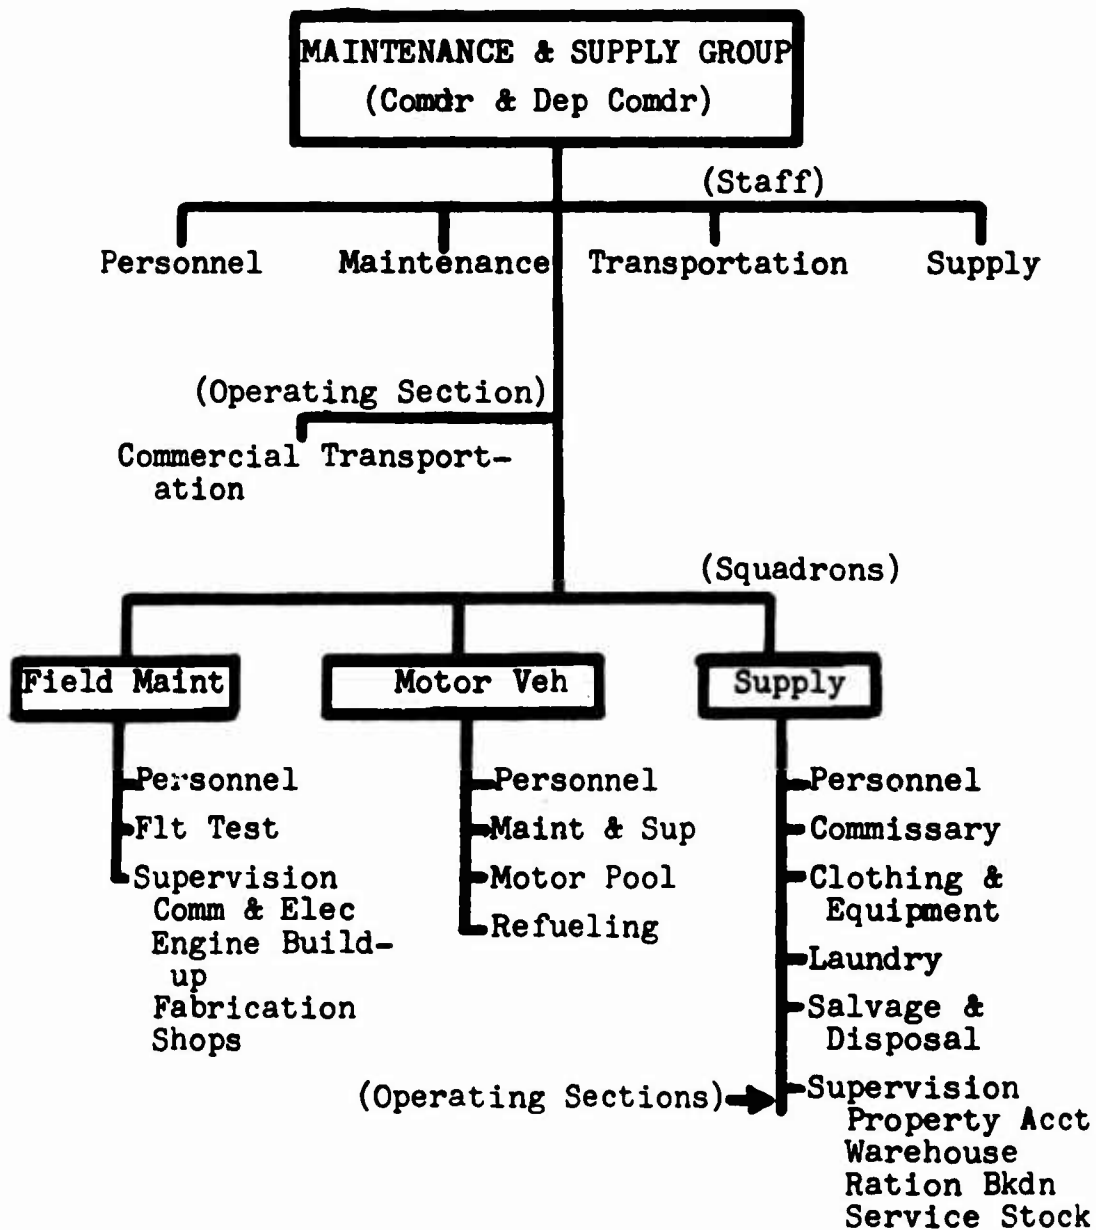 MAINTENANCE & SUPPLY GROUP
(Comdr & Dep Comdr)
(Staff)
Personnel
Maintenance
Transportation
Supply
(Operating Section)
Commercial Transport-
ation
(Squadrons)
Field Maint
Personnel
Flt Test
Supervision
Comm & Elec
Engine Build-
up
Fabrication
Shops
Motor Veh
Personnel
Maint & Sup
Motor Pool
Refueling
Supply
Personnel
Commissary
Clothing &
Equipment
Laundry
Salvage &
Disposal
Supervision
Property Acct
Warehouse
Ration Bkdn
Service Stock
(Operating Sections)